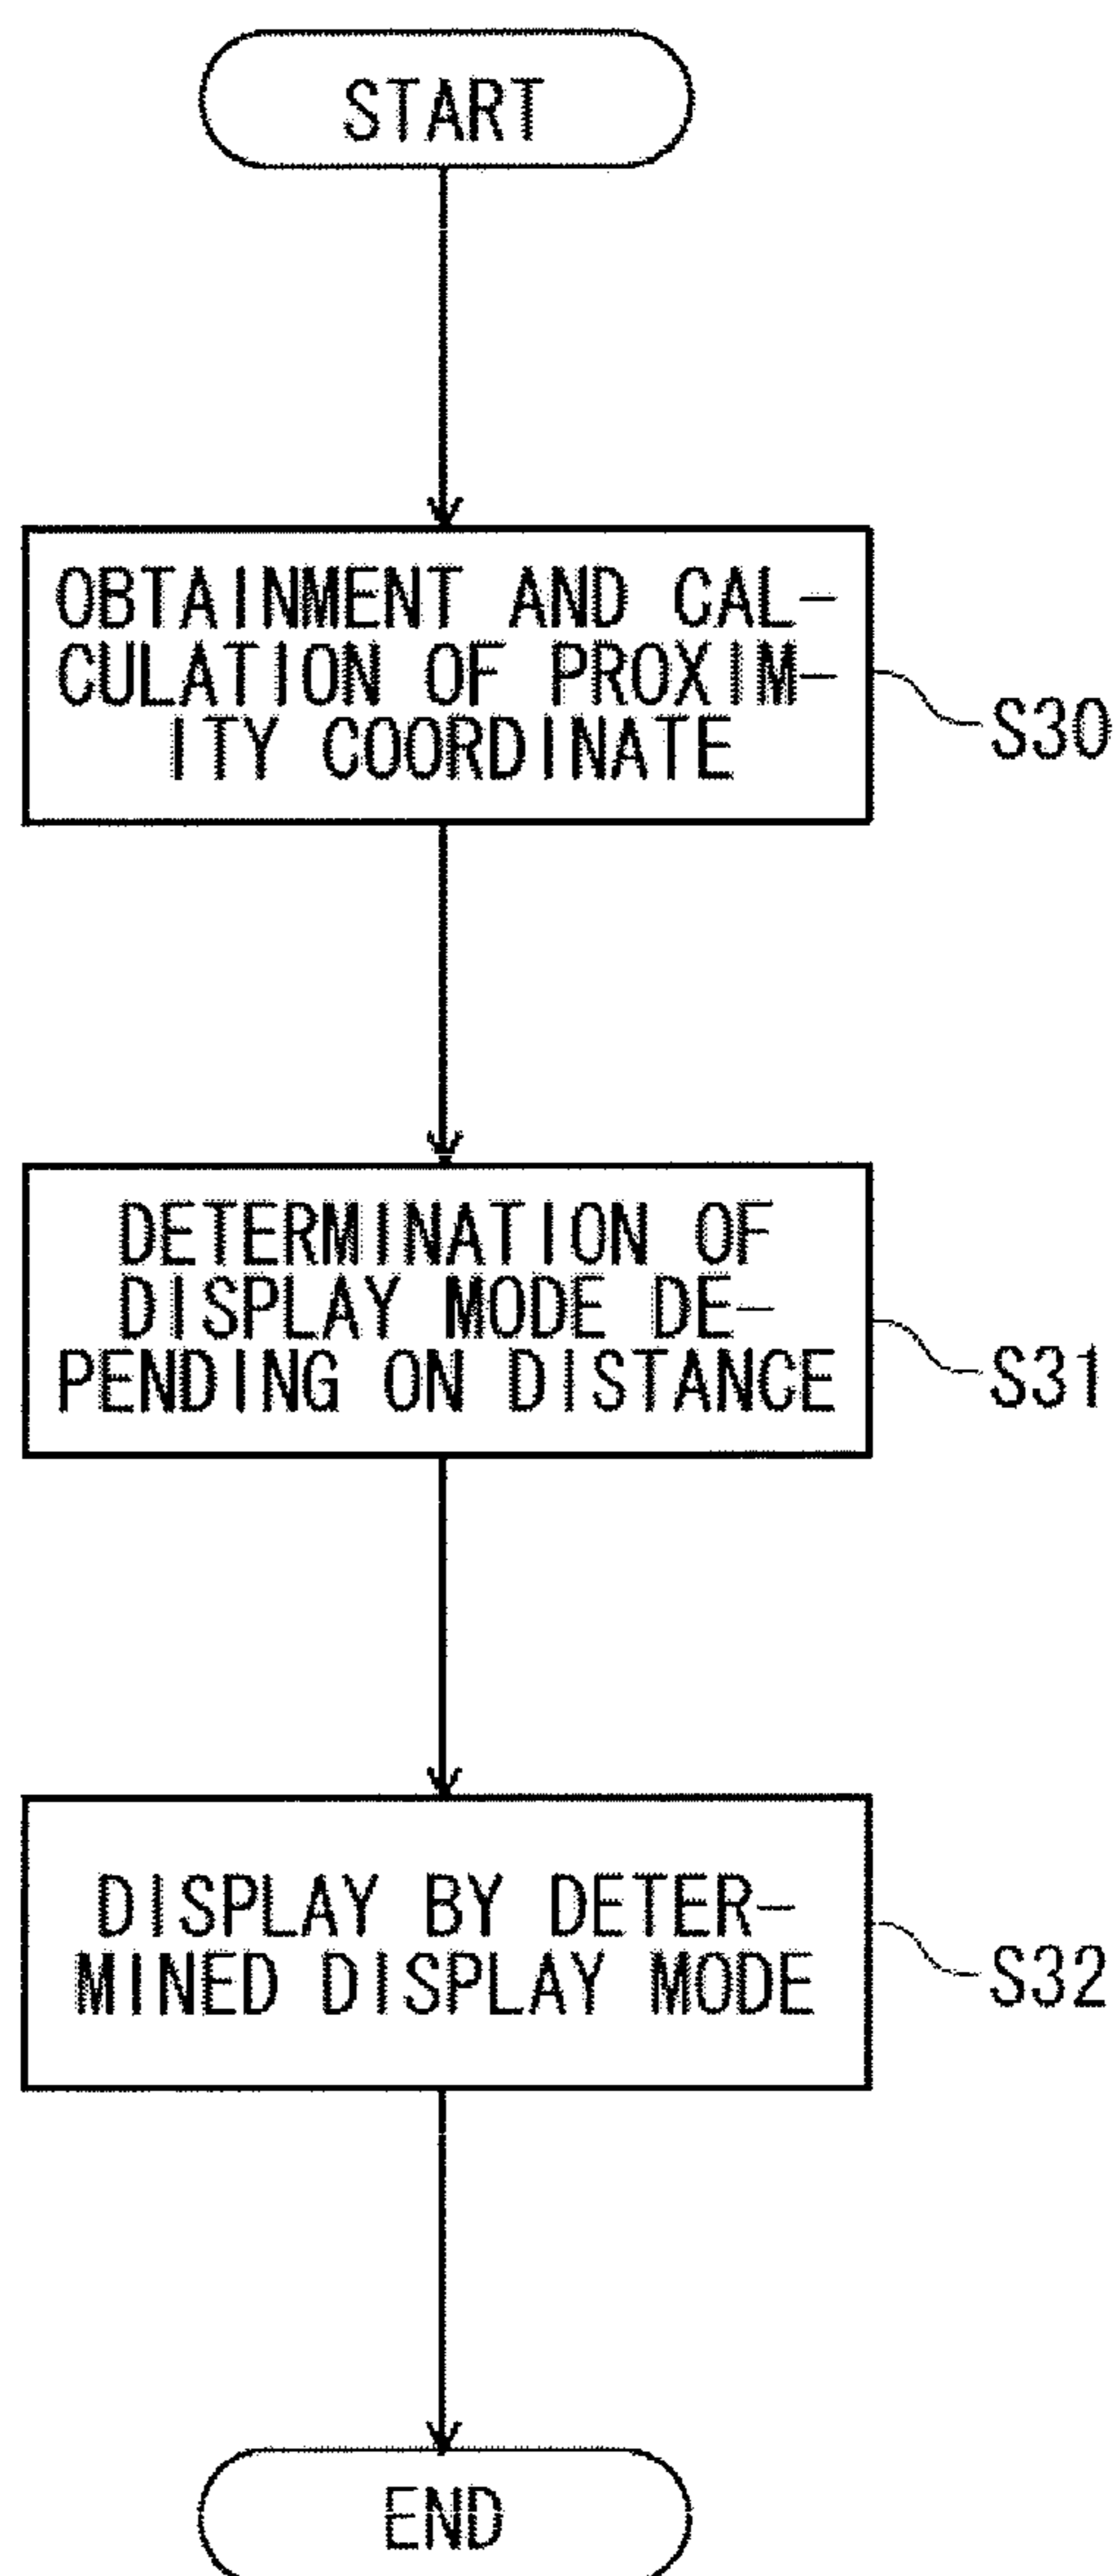 START
OBTAINMENT AND CAL-
CULATION OF PROXIM-
ITY COORDINATE
S30
DETERMINATION OF
DISPLAY MODE DE-
PENDING ON DISTANCE
S31
DISPLAY BY DETER-
MINED DISPLAY MODE
S32
END